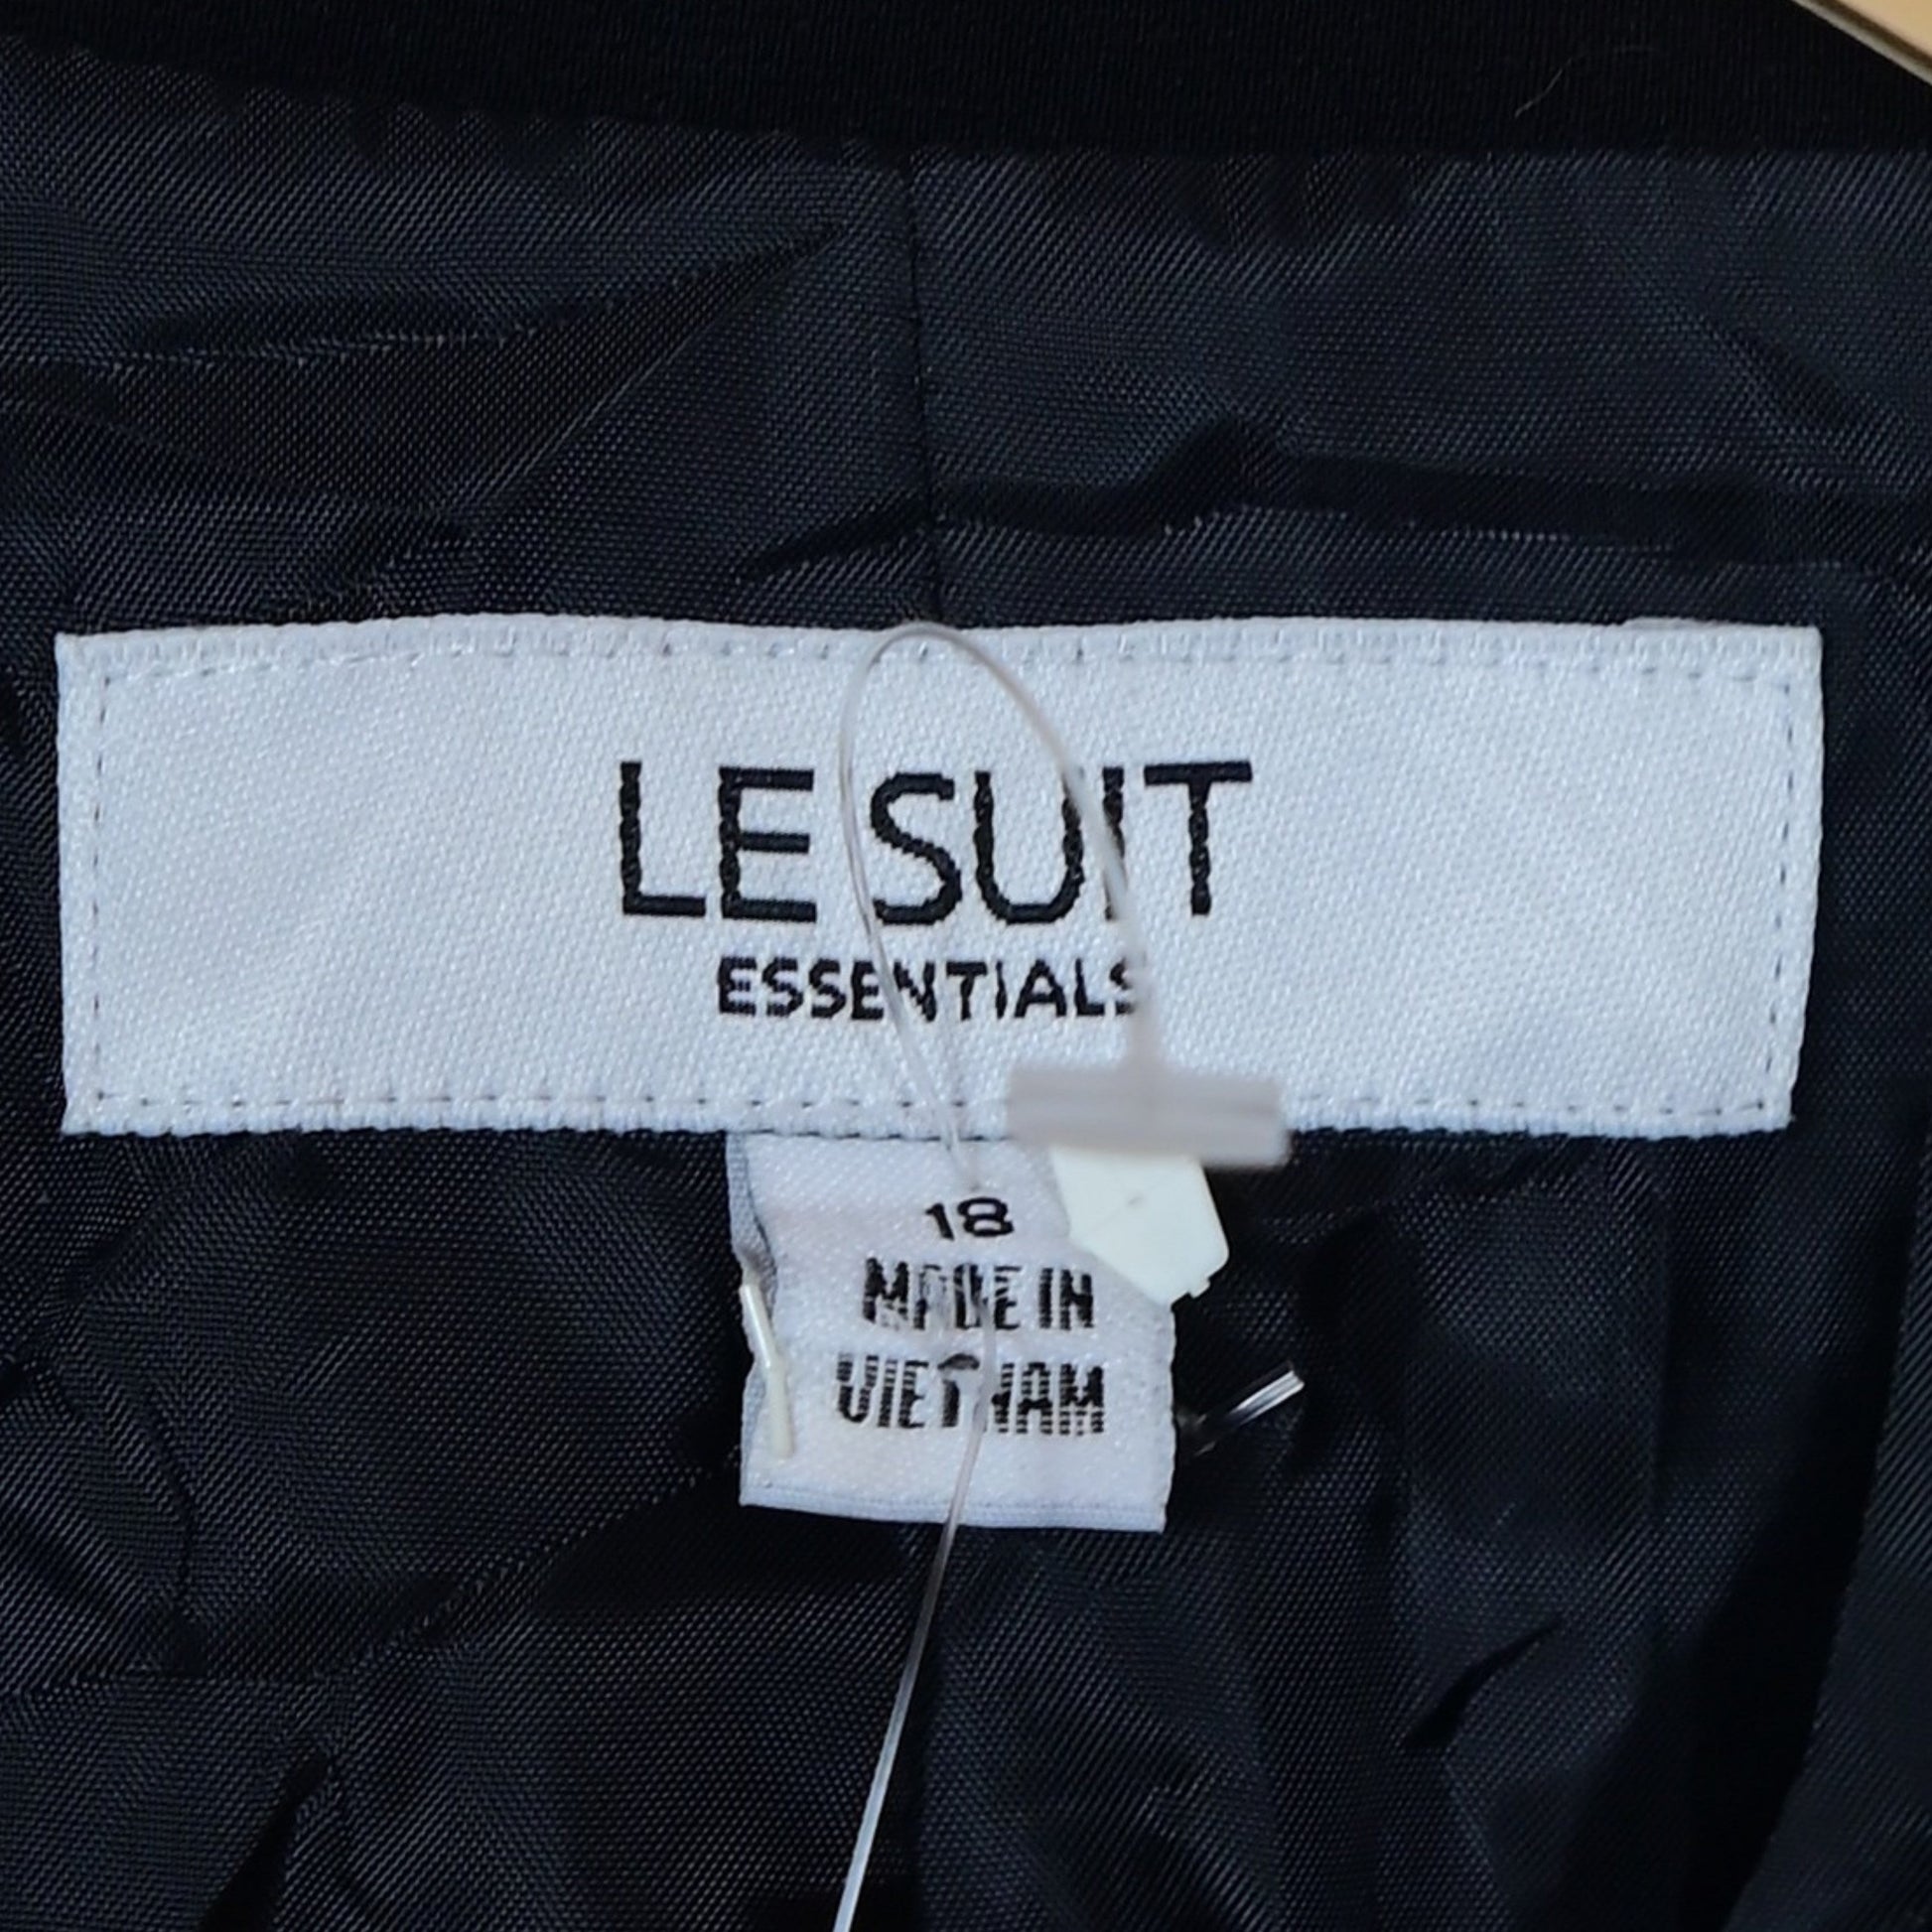 LE SUIT
ESSENTIALS
18
MADE IN
VIETNAM